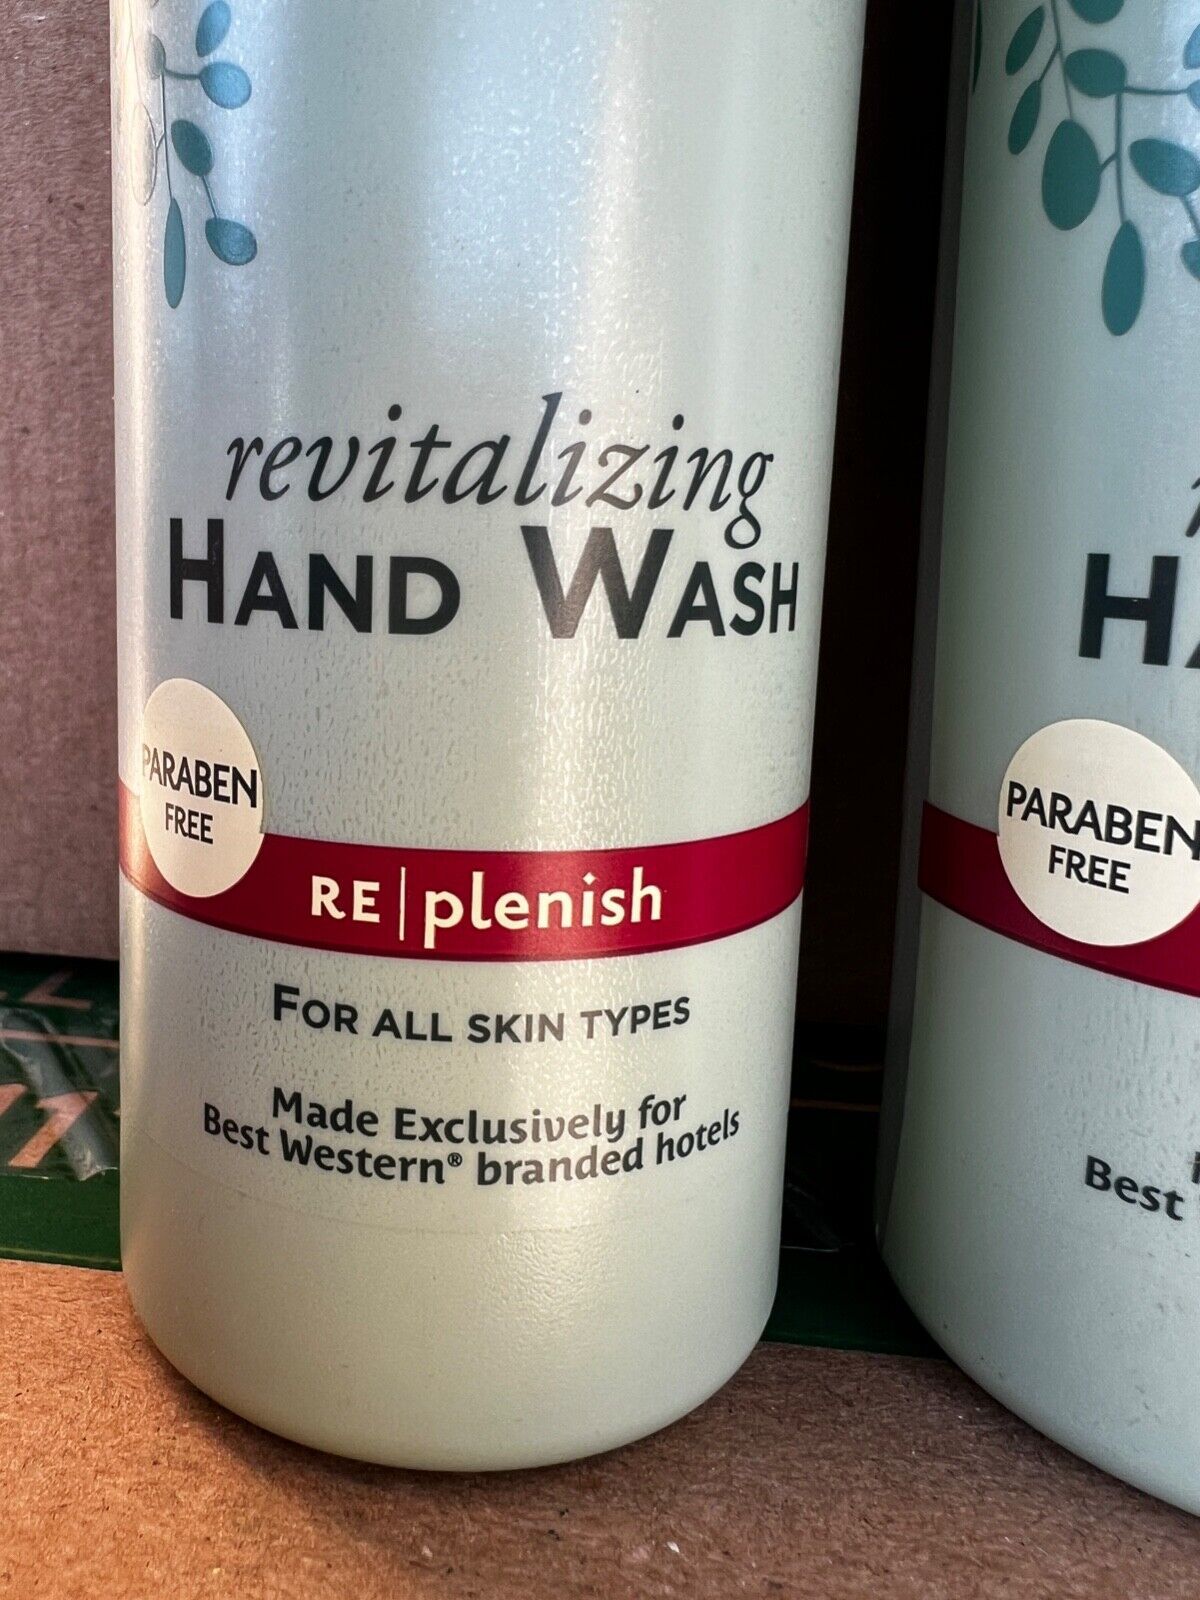 revitalizing
HAND WASH
PARABEN
FREE
RE|plenish
FOR ALL SKIN TYPES
Made Exclusively for
Best Western® branded hotels
PARABEN
FREE
Best